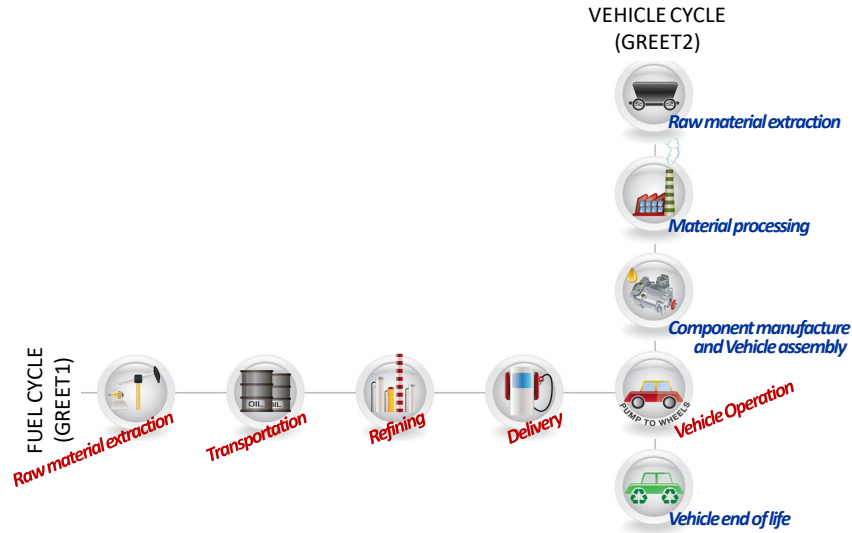 VEHICLE CYCLE
(GREET2)
Raw material extraction
Material processing
Component manufacture
and Vehicle assembly
FUEL CYCLE
(GREET1)
Raw material extraction
OIL
OIL
Transportation
Refining
Delivery
PUMP TO WHEELS
Vehicle Operation
Vehicle end of life